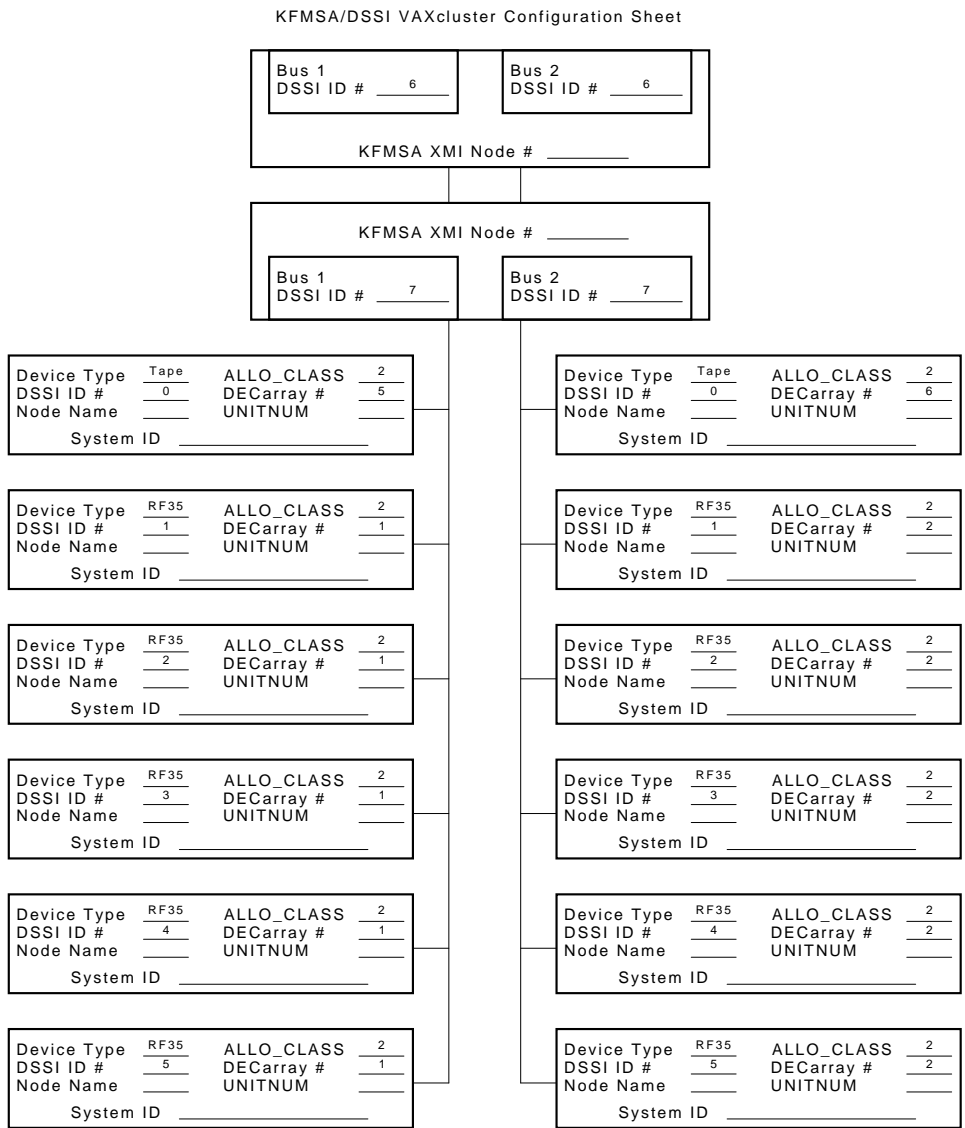 KFMSA/DSSI VAXcluster Configuration Sheet
Bus 1
DSSI ID # 6
Bus 2
DSSI ID # 6
KFMSA XMI Node #
KFMSA XMI Node #
Bus 1
DSSI ID # 7
Bus 2
DSSI ID # 7
Device Type Tape ALLO_CLASS 2
DSSI ID # 0 DECarray # 5
Node Name UNITNUM
System ID
Device Type Tape ALLO_CLASS 2
DSSI ID # 0 DECarray # 6
Node Name UNITNUM
System ID
Device Type RF35 ALLO_CLASS 2
DSSI ID # 1 DECarray # 1
Node Name UNITNUM
System ID
Device Type RF35 ALLO_CLASS 2
DSSI ID # 1 DECarray # 2
Node Name UNITNUM
System ID
Device Type RF35 ALLO_CLASS 2
DSSI ID # 2 DECarray # 1
Node Name UNITNUM
System ID
Device Type RF35 ALLO_CLASS 2
DSSI ID # 2 DECarray # 2
Node Name UNITNUM
System ID
Device Type RF35 ALLO_CLASS 2
DSSI ID # 3 DECarray # 1
Node Name UNITNUM
System ID
Device Type RF35 ALLO_CLASS 2
DSSI ID # 3 DECarray # 2
Node Name UNITNUM
System ID
Device Type RF35 ALLO_CLASS 2
DSSI ID # 4 DECarray # 1
Node Name UNITNUM
System ID
Device Type RF35 ALLO_CLASS 2
DSSI ID # 4 DECarray # 2
Node Name UNITNUM
System ID
Device Type RF35 ALLO_CLASS 2
DSSI ID # 5 DECarray # 1
Node Name UNITNUM
System ID
Device Type RF35 ALLO_CLASS 2
DSSI ID # 5 DECarray # 2
Node Name UNITNUM
System ID